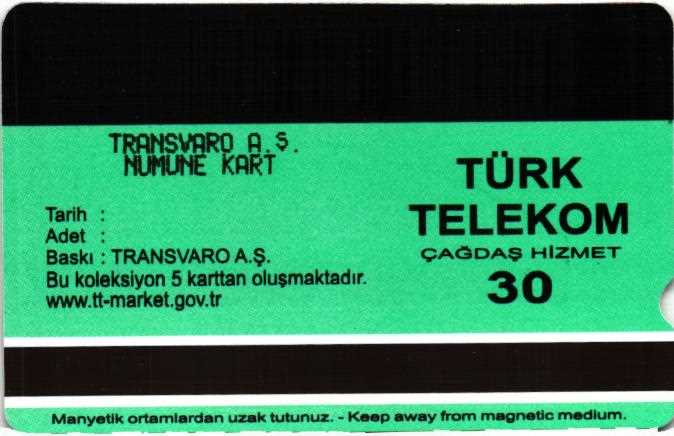 TRANSVARO A.Ş.
NUMUNE KART
TÜRK
TELEKOM
ÇAĞDAŞ HİZMET
30
Tarih :
Adet :
Baskı : TRANSVARO A.Ş.
Bu koleksiyon 5 karttan oluşmaktadır.
www.tt-market.gov.tr
Manyetik ortamlardan uzak tutunuz. - Keep away from magnetic medium.